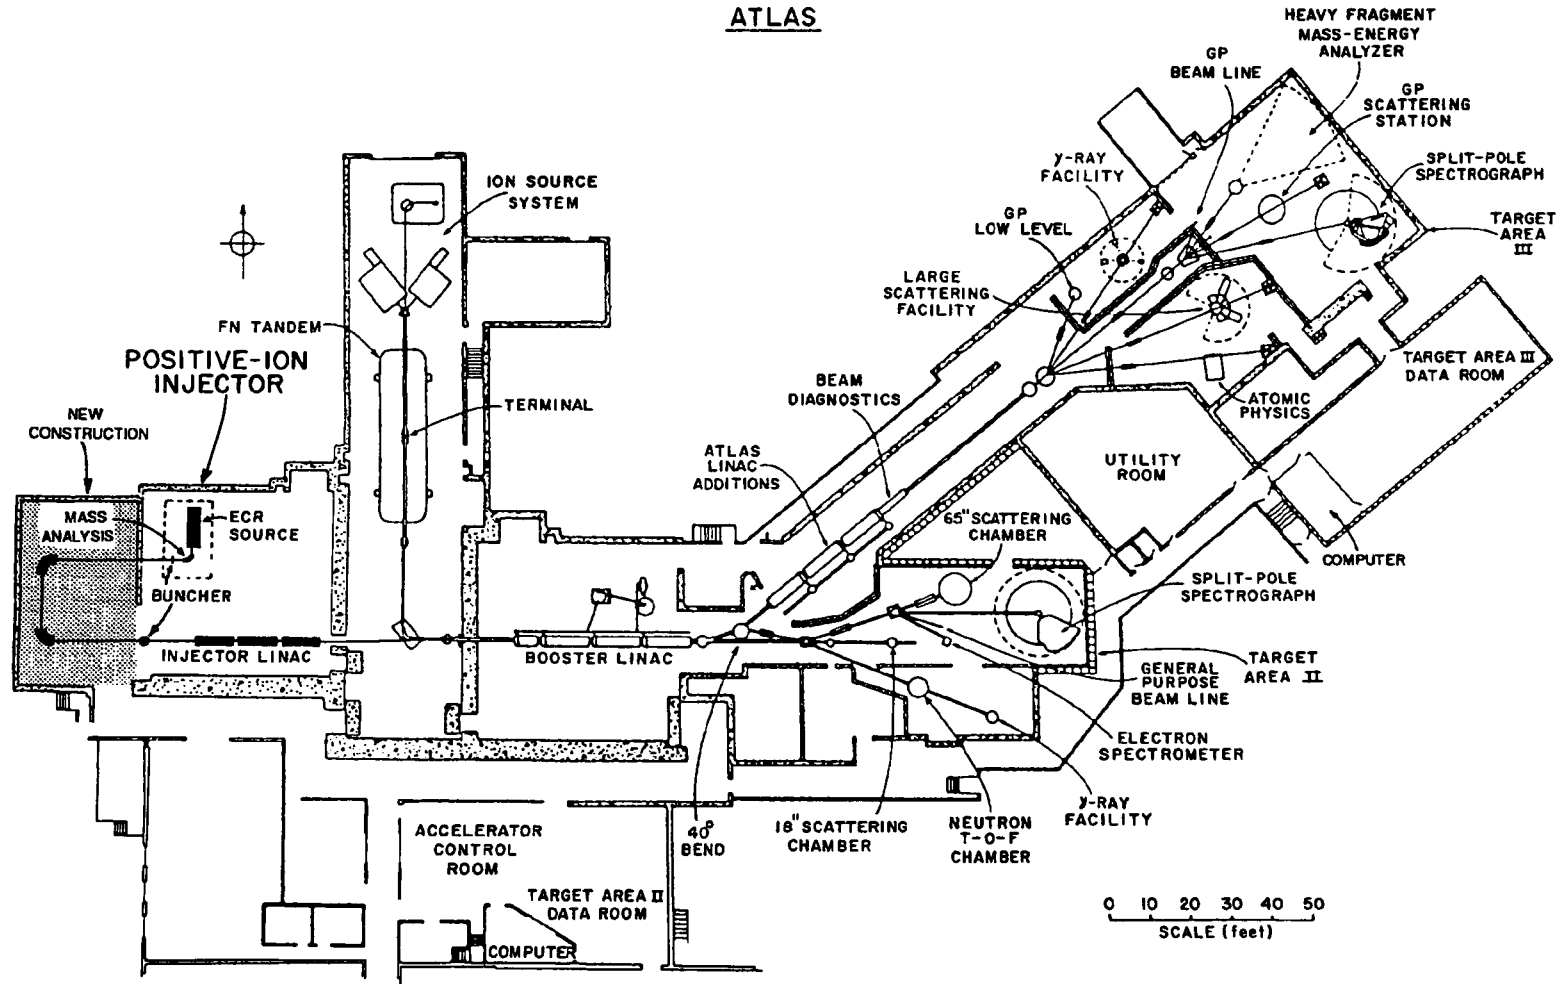 ATLAS
HEAVY FRAGMENT
MASS-ENERGY
ANALYZER
GP
BEAM LINE
GP
SCATTERING
STATION
γ-RAY
FACILITY
SPLIT-POLE
SPECTROGRAPH
ION SOURCE
SYSTEM
GP
LOW LEVEL
TARGET
AREA
III
LARGE
SCATTERING
FACILITY
FN TANDEM
POSITIVE-ION
INJECTOR
TARGET AREA III
DATA ROOM
BEAM
DIAGNOSTICS
ATOMIC
PHYSICS
TERMINAL
NEW
CONSTRUCTION
ATLAS
LINAC
ADDITIONS
UTILITY
ROOM
MASS
ANALYSIS
ECR
SOURCE
65" SCATTERING
CHAMBER
COMPUTER
SPLIT-POLE
SPECTROGRAPH
BUNCHER
INJECTOR LINAC
BOOSTER LINAC
GENERAL
PURPOSE
BEAM LINE
TARGET
AREA II
ELECTRON
SPECTROMETER
γ-RAY
FACILITY
40° BEND
18" SCATTERING
CHAMBER
NEUTRON
T-O-F
CHAMBER
ACCELERATOR
CONTROL
ROOM
TARGET AREA II
DATA ROOM
COMPUTER
0 10 20 30 40 50
SCALE (feet)